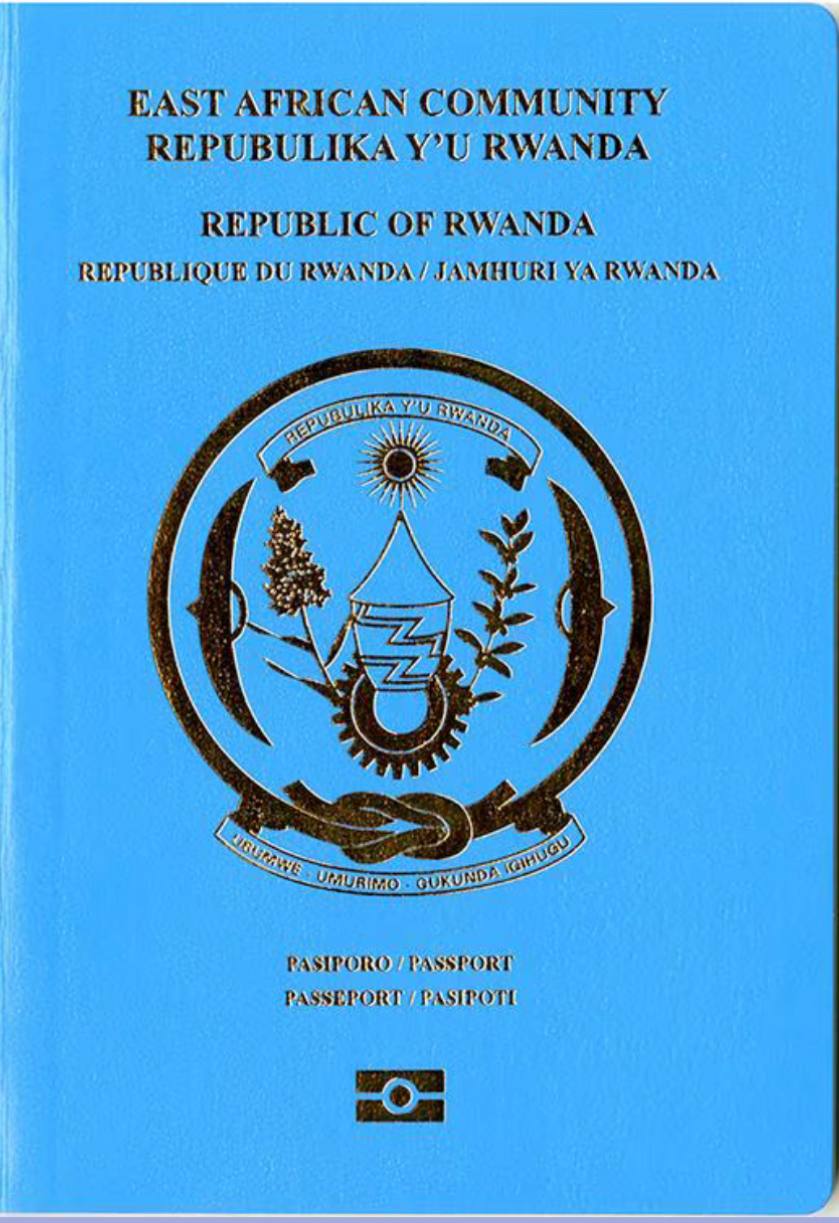 EAST AFRICAN COMMUNITY
REPUBULIKA Y'U RWANDA
REPUBLIC OF RWANDA
REPUBLIQUE DU RWANDA / JAMHURI YA RWANDA
REPUBULIKA Y'U RWANDA
UBUMWE - UMURIMO - GUKUNDA IGIHUGU
PASIPORO / PASSPORT
PASSEPORT / PASIPOTI